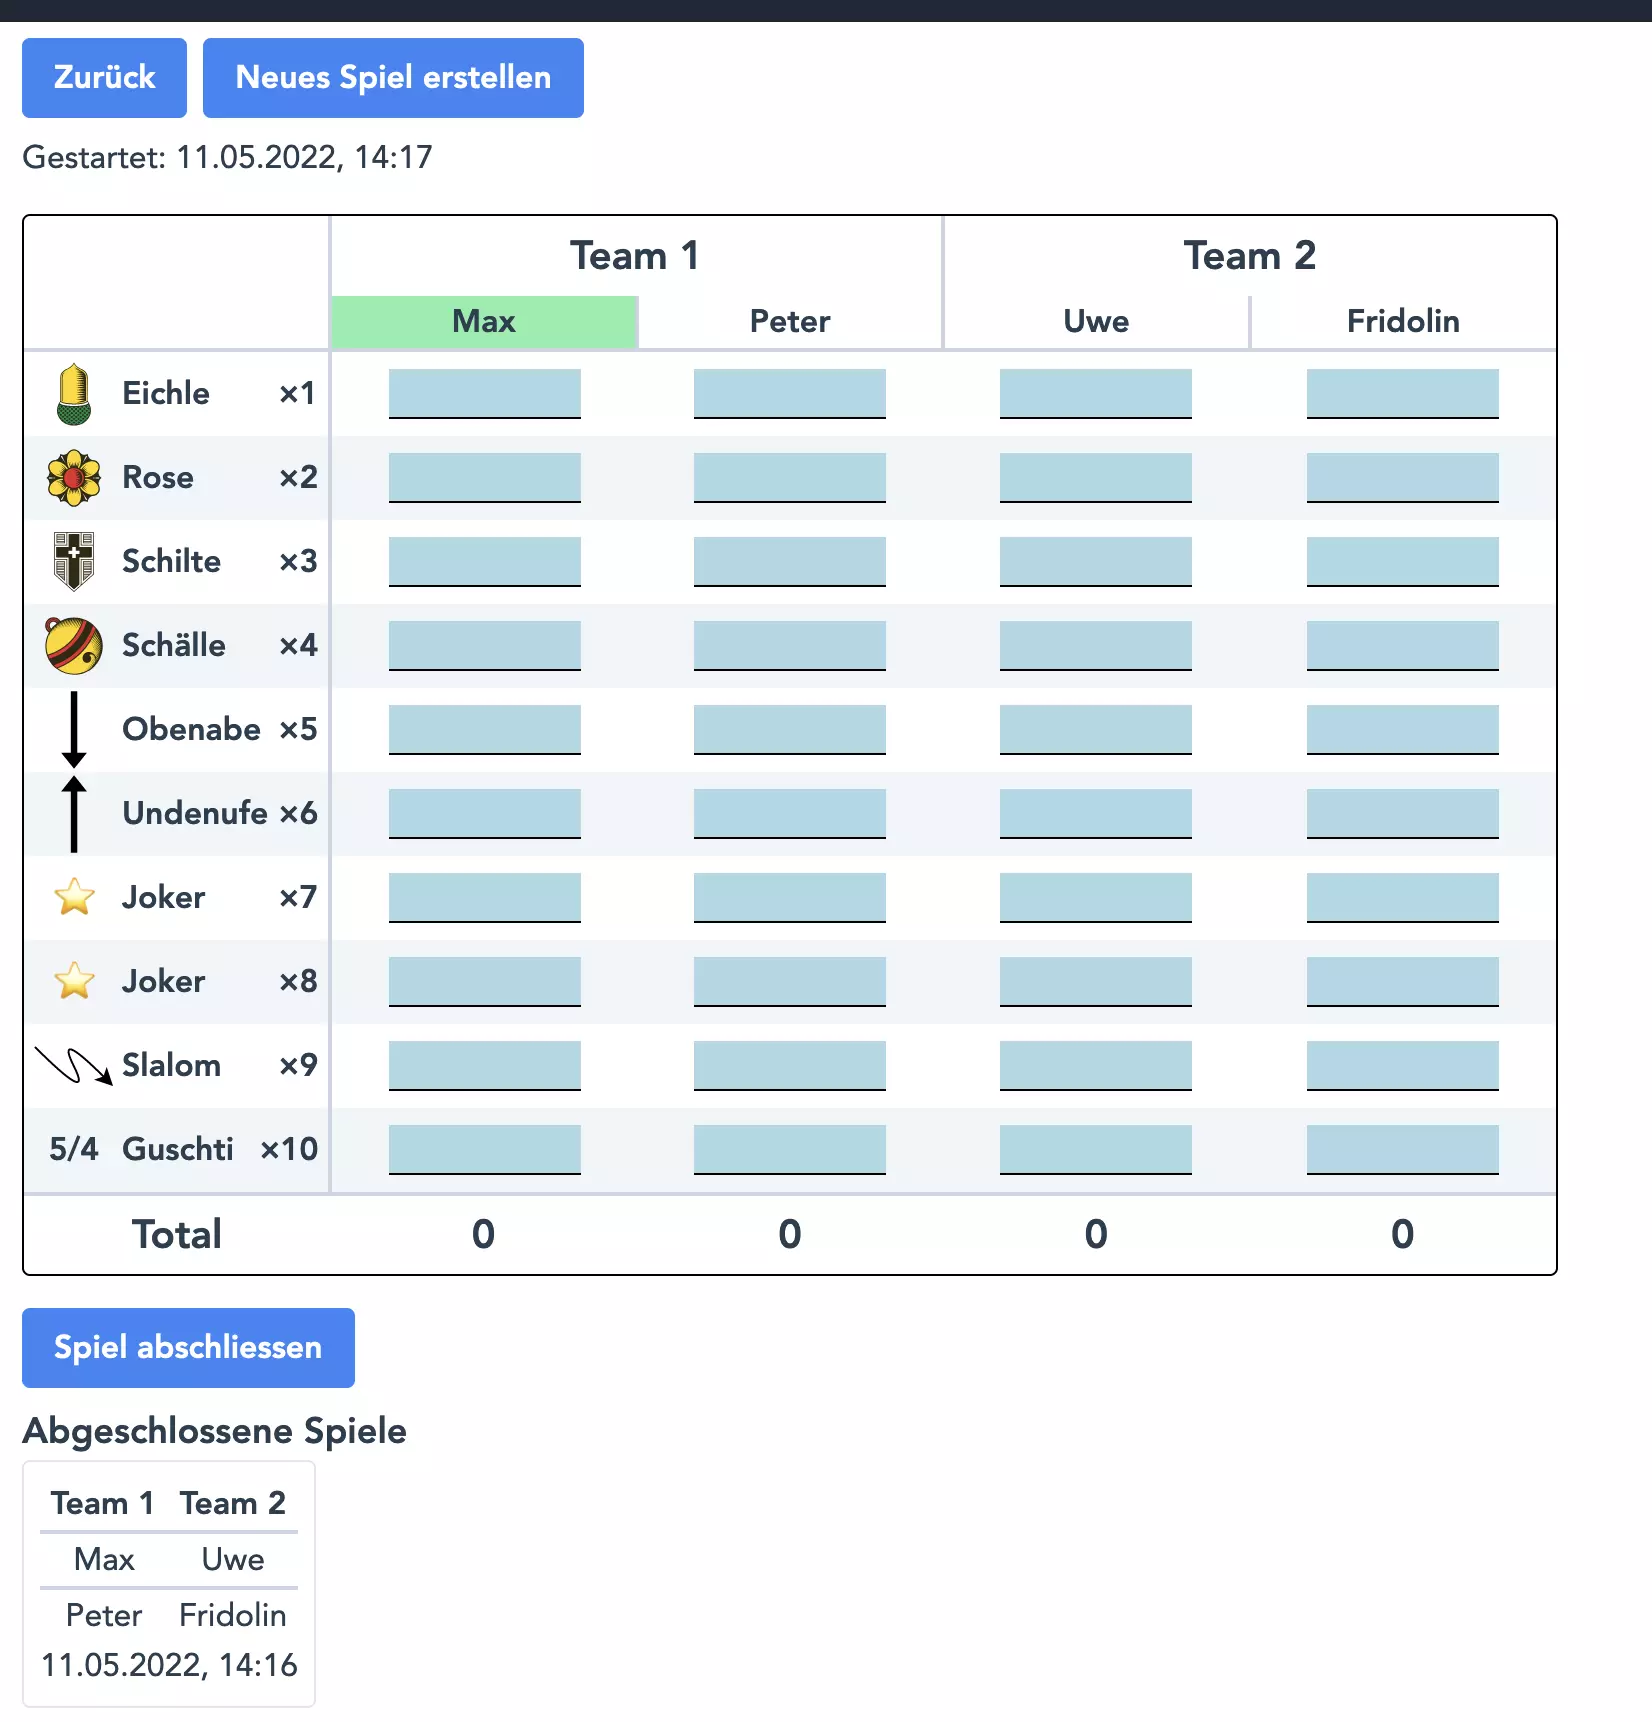 Zurück Neues Spiel erstellen
Gestartet: 11.05.2022, 14:17
Team 1 Team 2
Max Peter Uwe Fridolin
Eichle ×1
Rose ×2
Schilte ×3
Schälle ×4
Obenabe ×5
Undenufe ×6
Joker ×7
Joker ×8
Slalom ×9
5/4 Guschti ×10
Total 0 0 0 0
Spiel abschliessen
Abgeschlossene Spiele
Team 1 Team 2
Max Uwe
Peter Fridolin
11.05.2022, 14:16